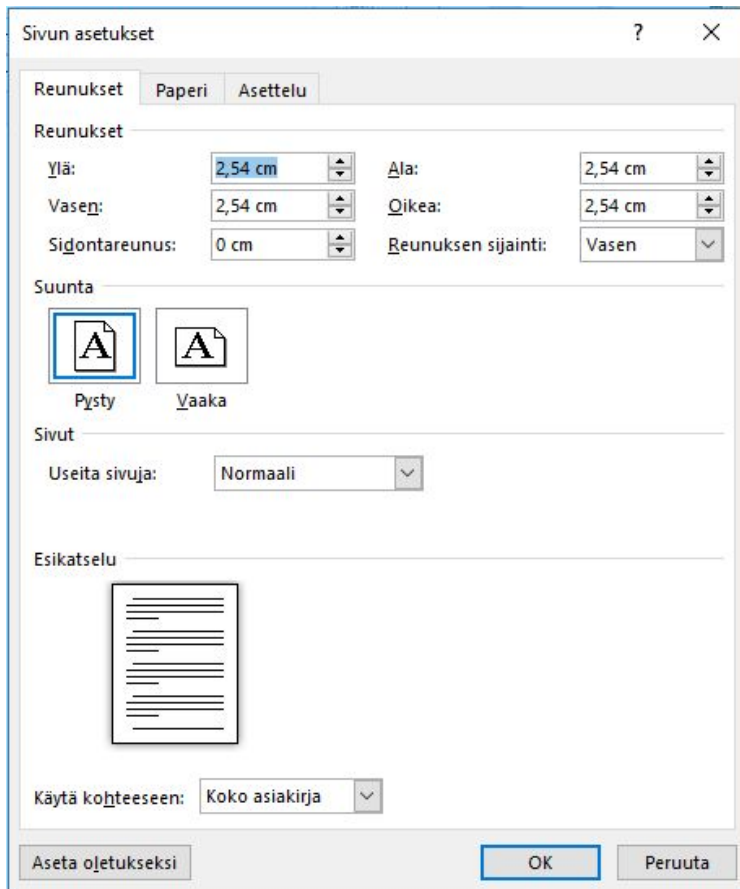 Sivun asetukset ? ×
Reunukset Paperi Asettelu
Reunukset
Ylä: 2,54 cm Ala: 2,54 cm
Vasen: 2,54 cm Oikea: 2,54 cm
Sidontareunus: 0 cm Reunuksen sijainti: Vasen
Suunta
A A
Pysty Vaaka
Sivut
Useita sivuja: Normaali
Esikatselu
Käytä kohteeseen: Koko asiakirja
Aseta oletukseksi OK Peruuta